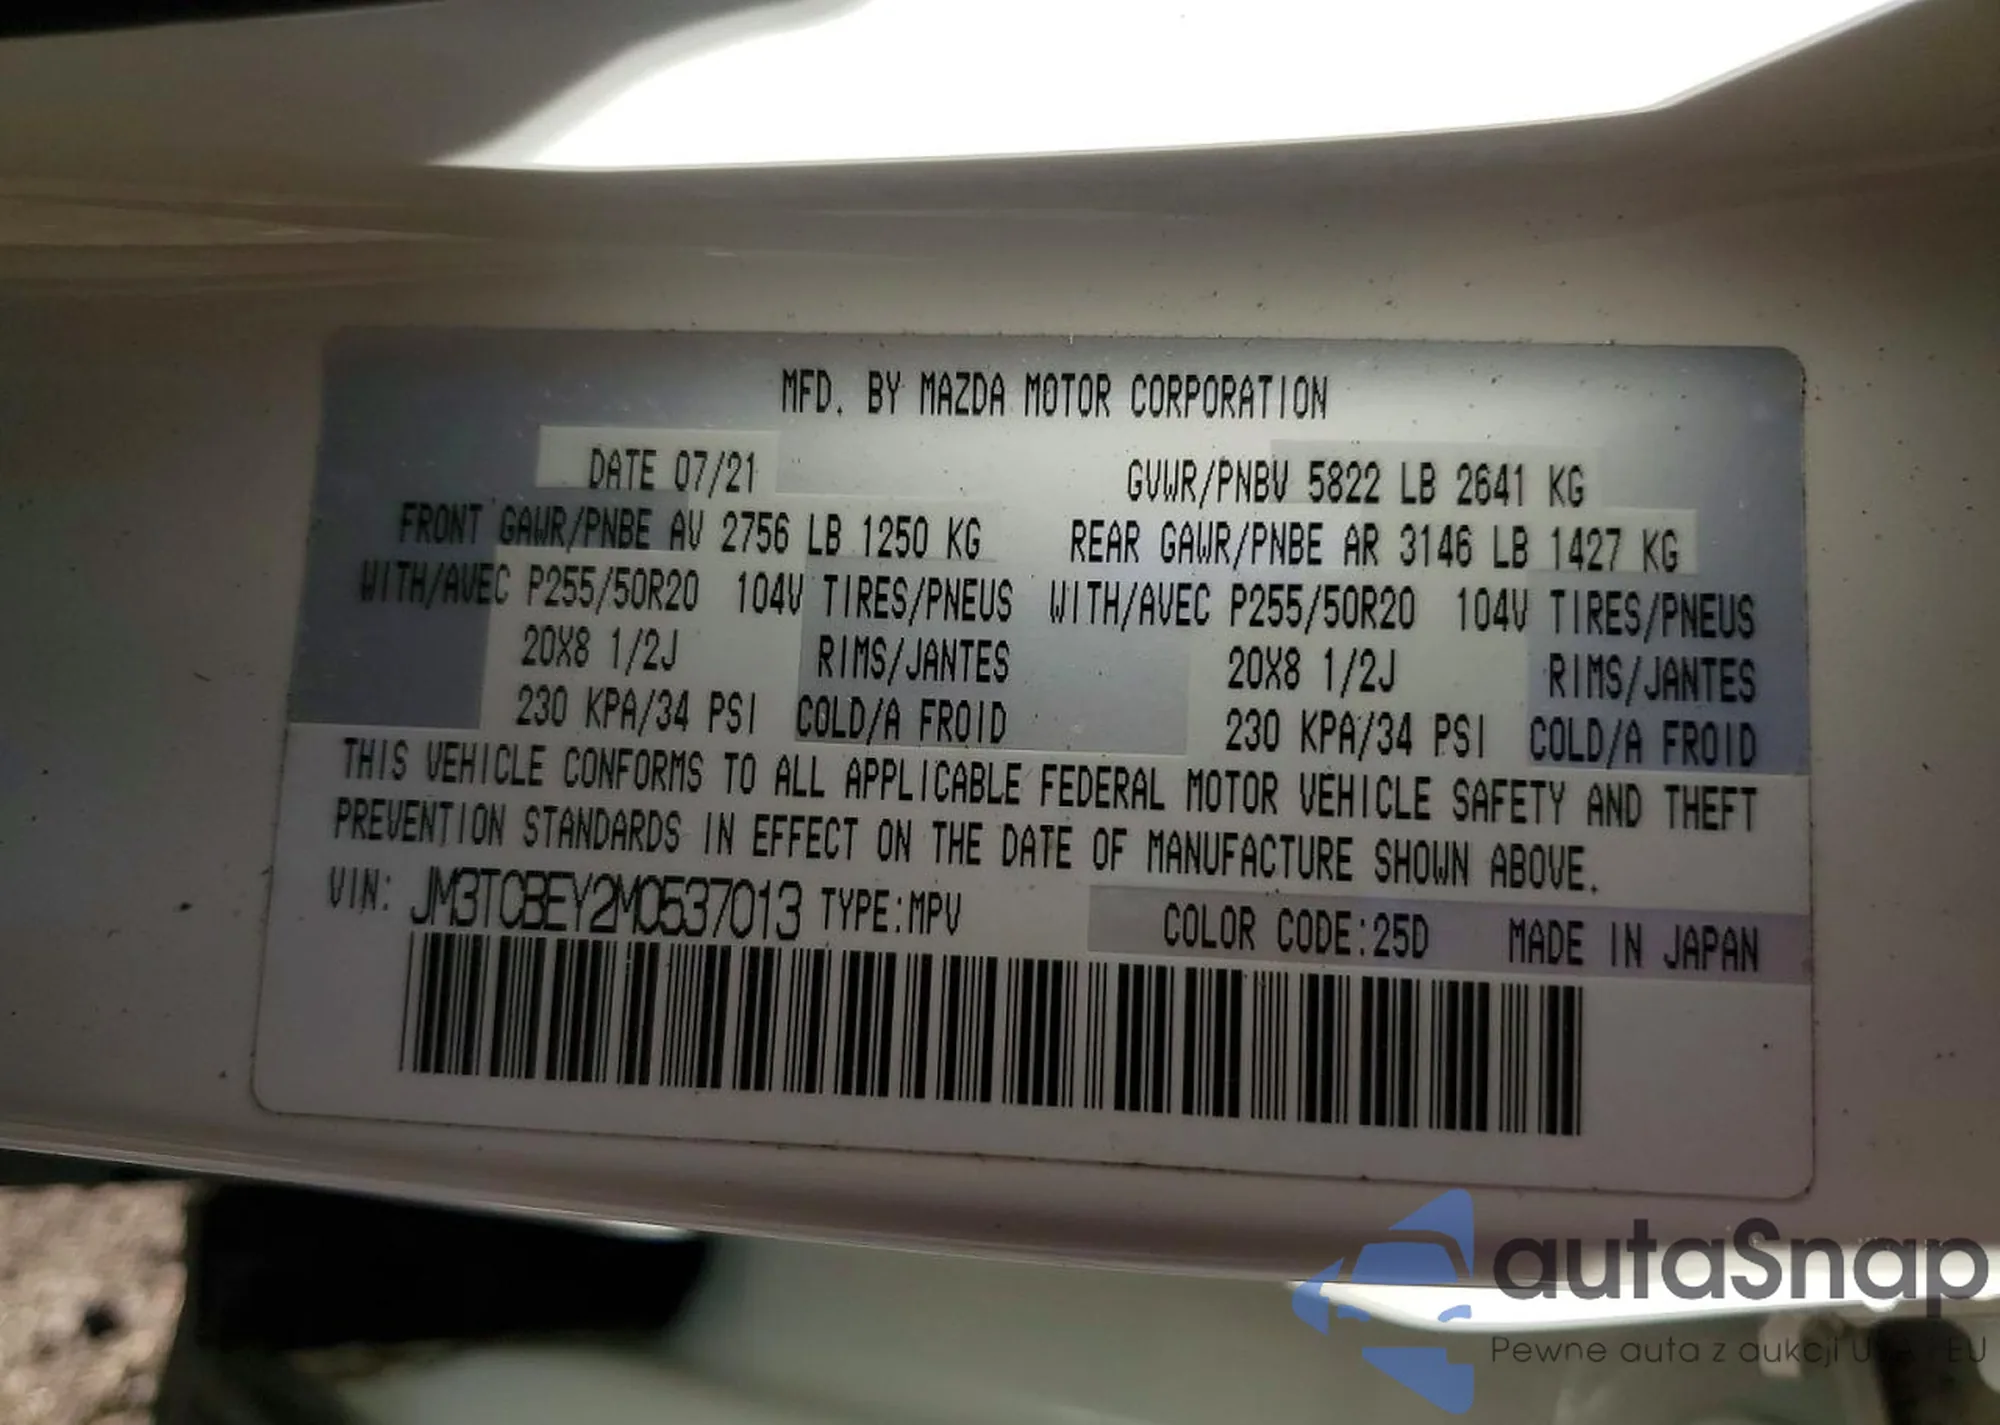 MFD. BY MAZDA MOTOR CORPORATION
DATE 07/21 GVWR/PNBV 5822 LB 2641 KG
FRONT GAWR/PNBE AV 2756 LB 1250 KG REAR GAWR/PNBE AR 3146 LB 1427 KG
WITH/AVEC P255/50R20 104V TIRES/PNEUS WITH/AVEC P255/50R20 104V TIRES/PNEUS
20X8 1/2J RIMS/JANTES 20X8 1/2J RIMS/JANTES
230 KPA/34 PSI COLD/A FROID 230 KPA/34 PSI COLD/A FROID
THIS VEHICLE CONFORMS TO ALL APPLICABLE FEDERAL MOTOR VEHICLE SAFETY AND THEFT
PREVENTION STANDARDS IN EFFECT ON THE DATE OF MANUFACTURE SHOWN ABOVE.
VIN: JM3TCBEY2M0537013 TYPE:MPV COLOR CODE:25D MADE IN JAPAN
autaSnap
Pewne auta z aukcji EU